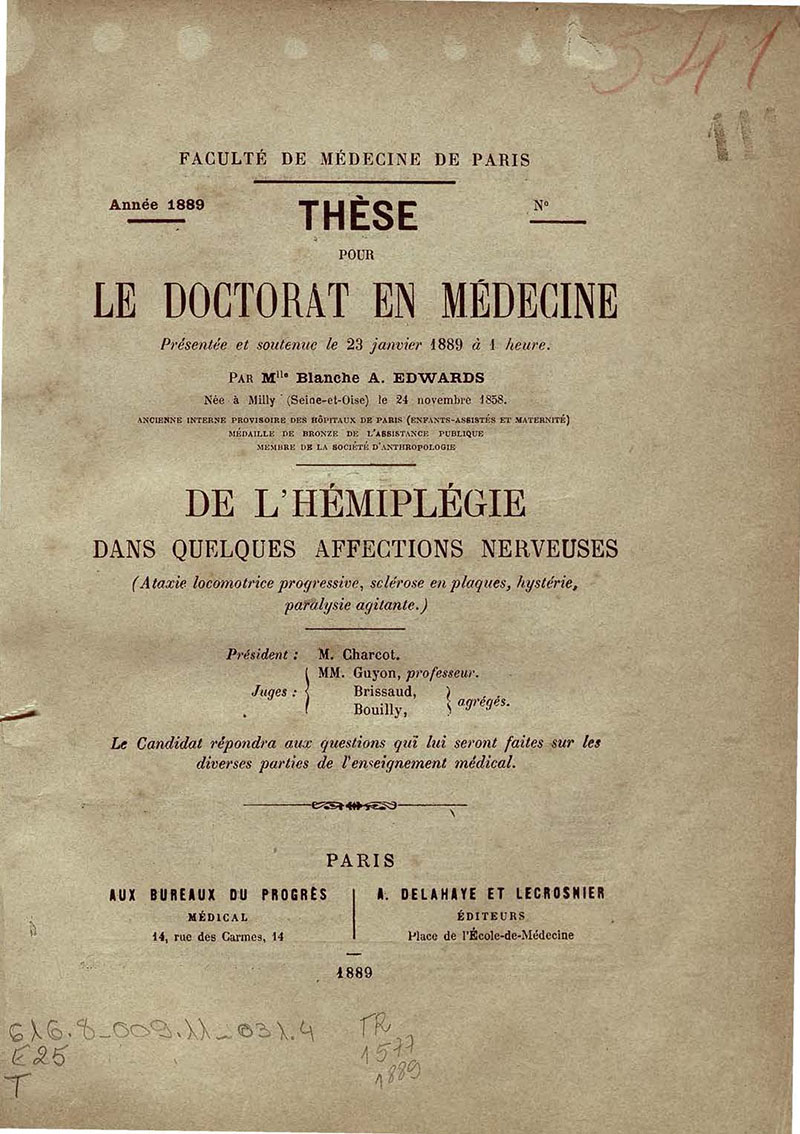 541
FACULTÉ DE MÉDECINE DE PARIS
Année 1889
THÈSE
N°
POUR
LE DOCTORAT EN MÉDECINE
Présentée et soutenue le 23 janvier 1889 à 1 heure.
PAR Mlle Blanche A. EDWARDS
Née à Milly (Seine-et-Oise) le 24 novembre 1858.
ANCIENNE INTERNE PROVISOIRE DES HÔPITAUX DE PARIS (ENFANTS-ASSISTÉS ET MATERNITÉ)
MÉDAILLE DE BRONZE DE L'ASSISTANCE PUBLIQUE
MEMBRE DE LA SOCIÉTÉ D'ANTHROPOLOGIE
DE L'HÉMIPLÉGIE
DANS QUELQUES AFFECTIONS NERVEUSES
(Ataxie locomotrice progressive, sclérose en plaques, hystérie,
paralysie agitante.)
Président : M. Charcot.
MM. Guyon, professeur.
Juges : Brissaud,
Bouilly, agrégés.
Le Candidat répondra aux questions qui lui seront faites sur les
diverses parties de l'enseignement médical.
PARIS
AUX BUREAUX DU PROGRÈS
MÉDICAL
14, rue des Carmes, 14
A. DELAHAYE ET LECROSNIER
ÉDITEURS
Place de l'École-de-Médecine
1889
616.8-009.11-031.4
E25
T
TR
1577
1889